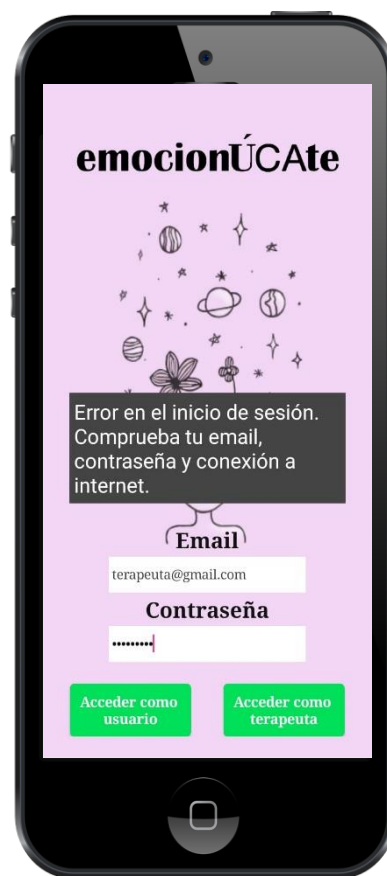 emocionÚCAte
Error en el inicio de sesión.
Comprueba tu email,
contraseña y conexión a
internet.
Email
terapeuta@gmail.com
Contraseña
•••••••••
Acceder como
usuario
Acceder como
terapeuta